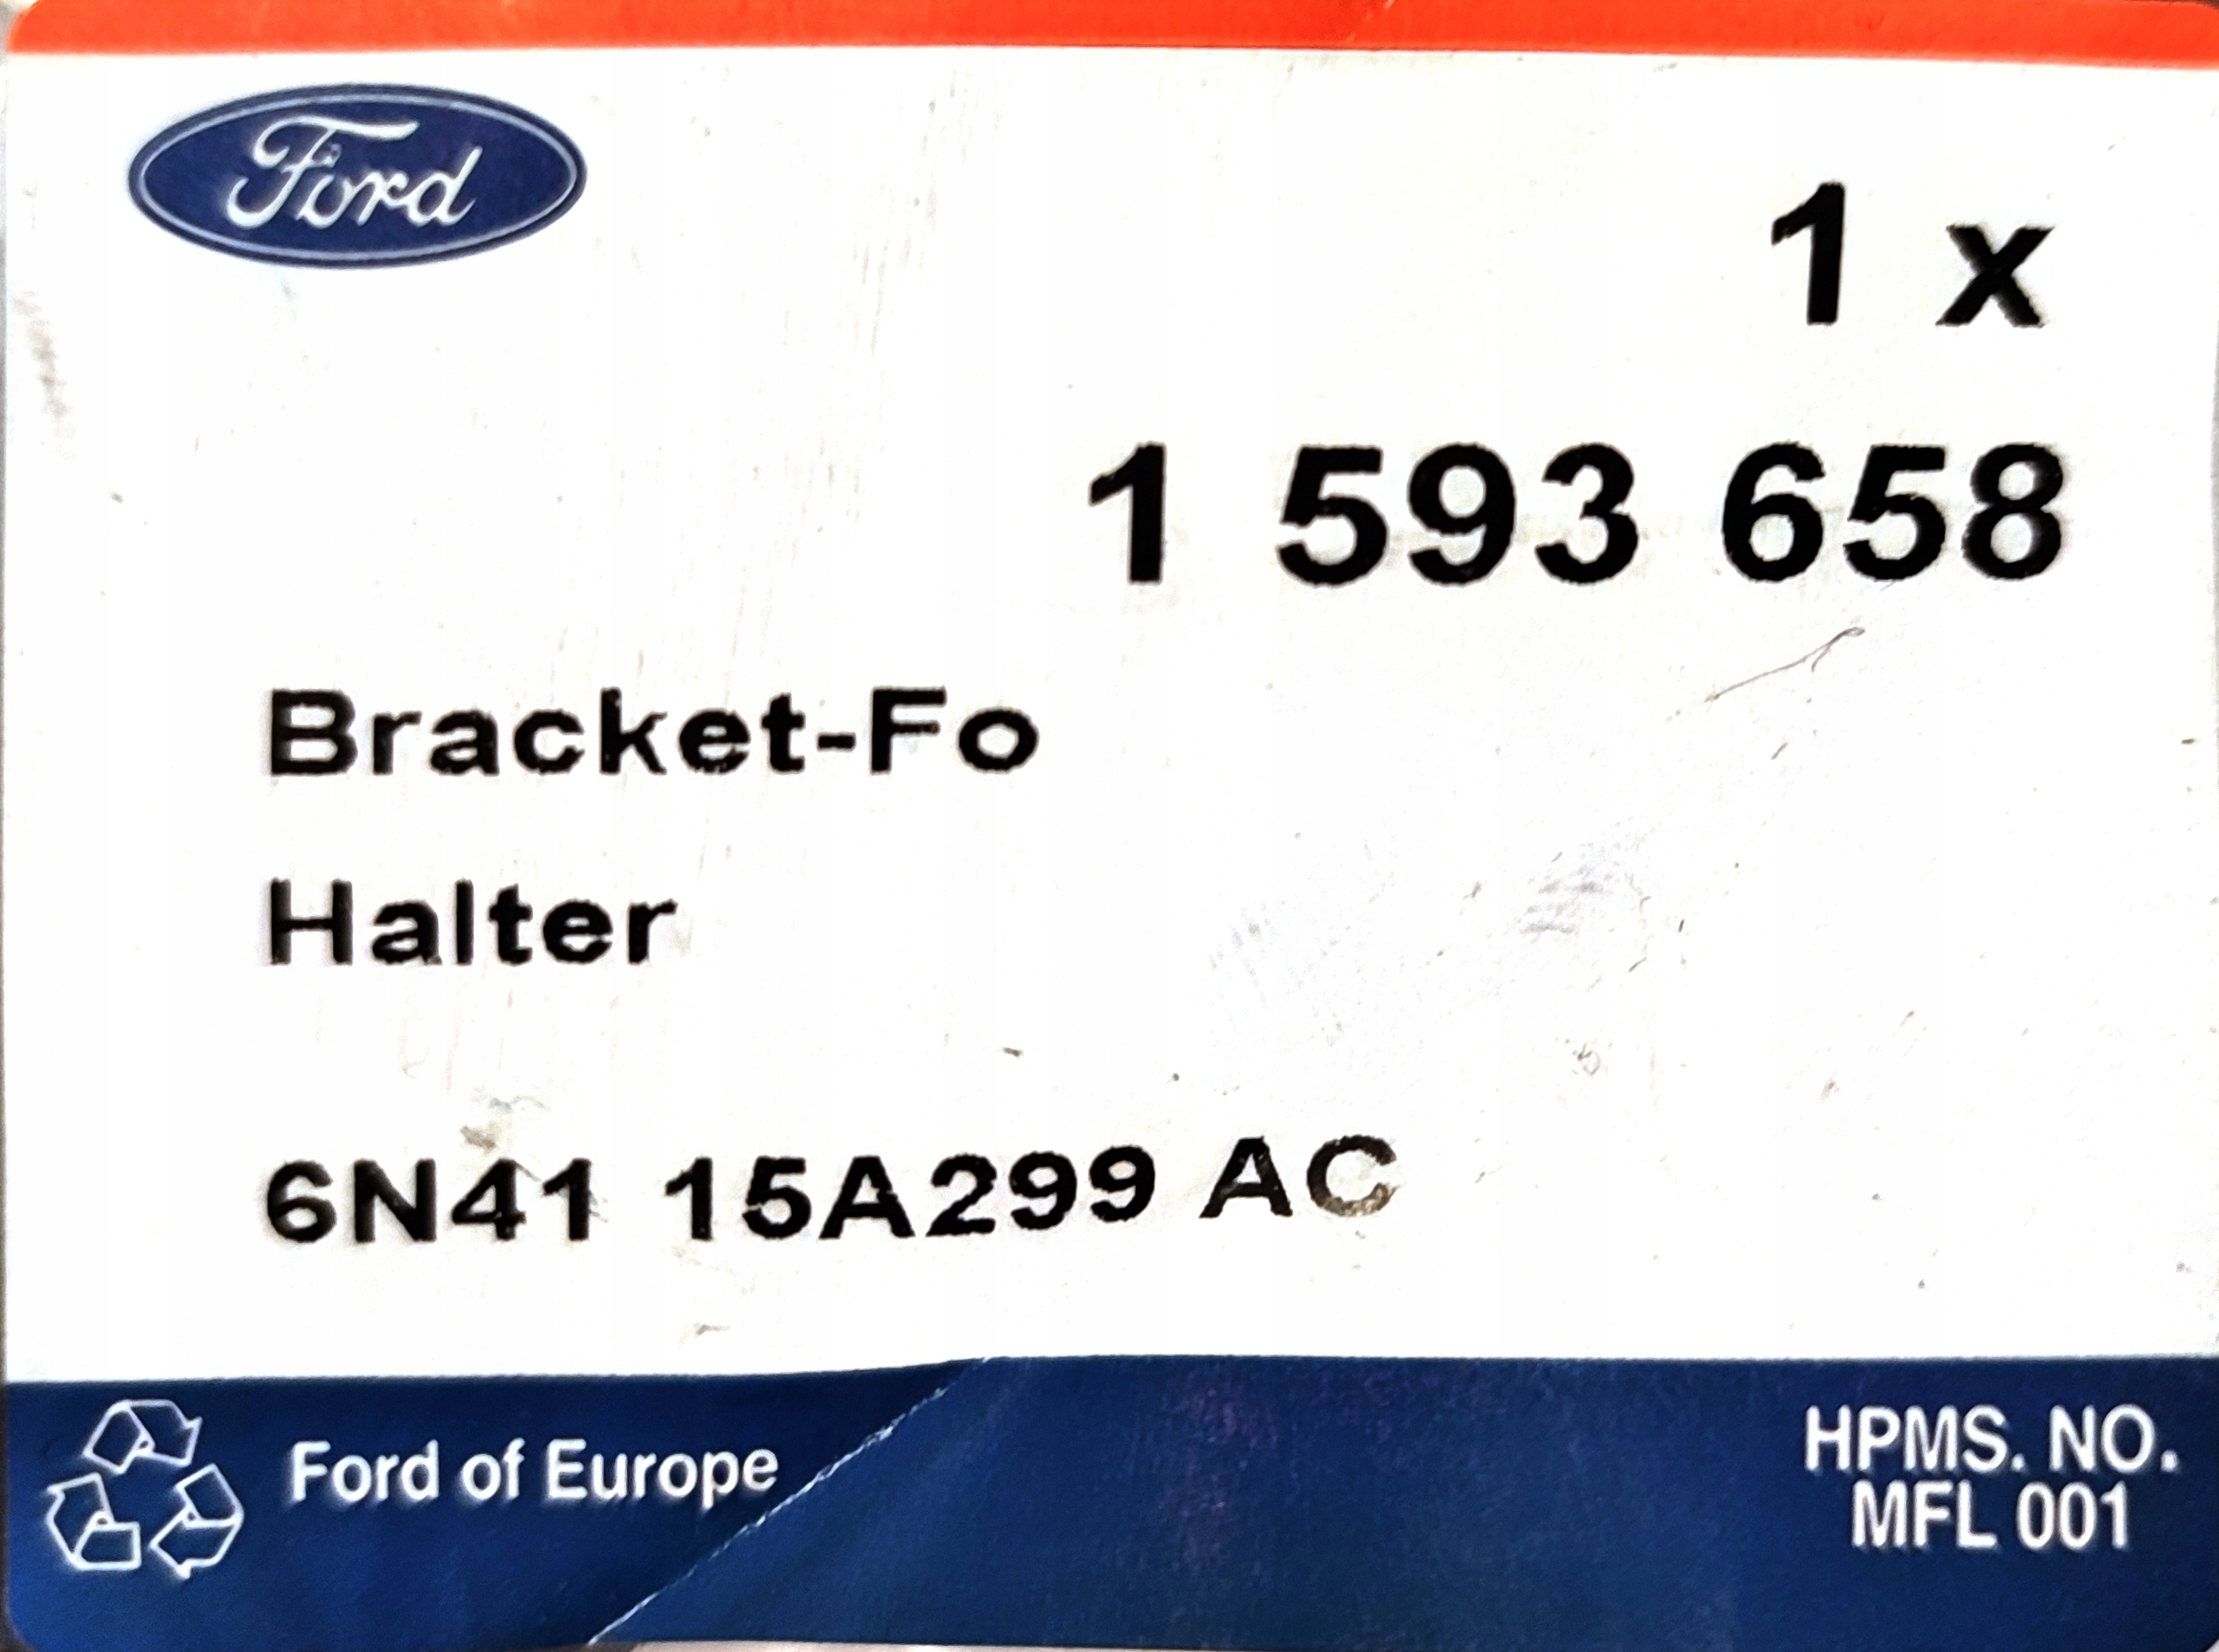 Ford
1 x
1 593 658
Bracket-Fo
Halter
6N41 15A299 AC
Ford of Europe
HPMS. NO.
MFL 001